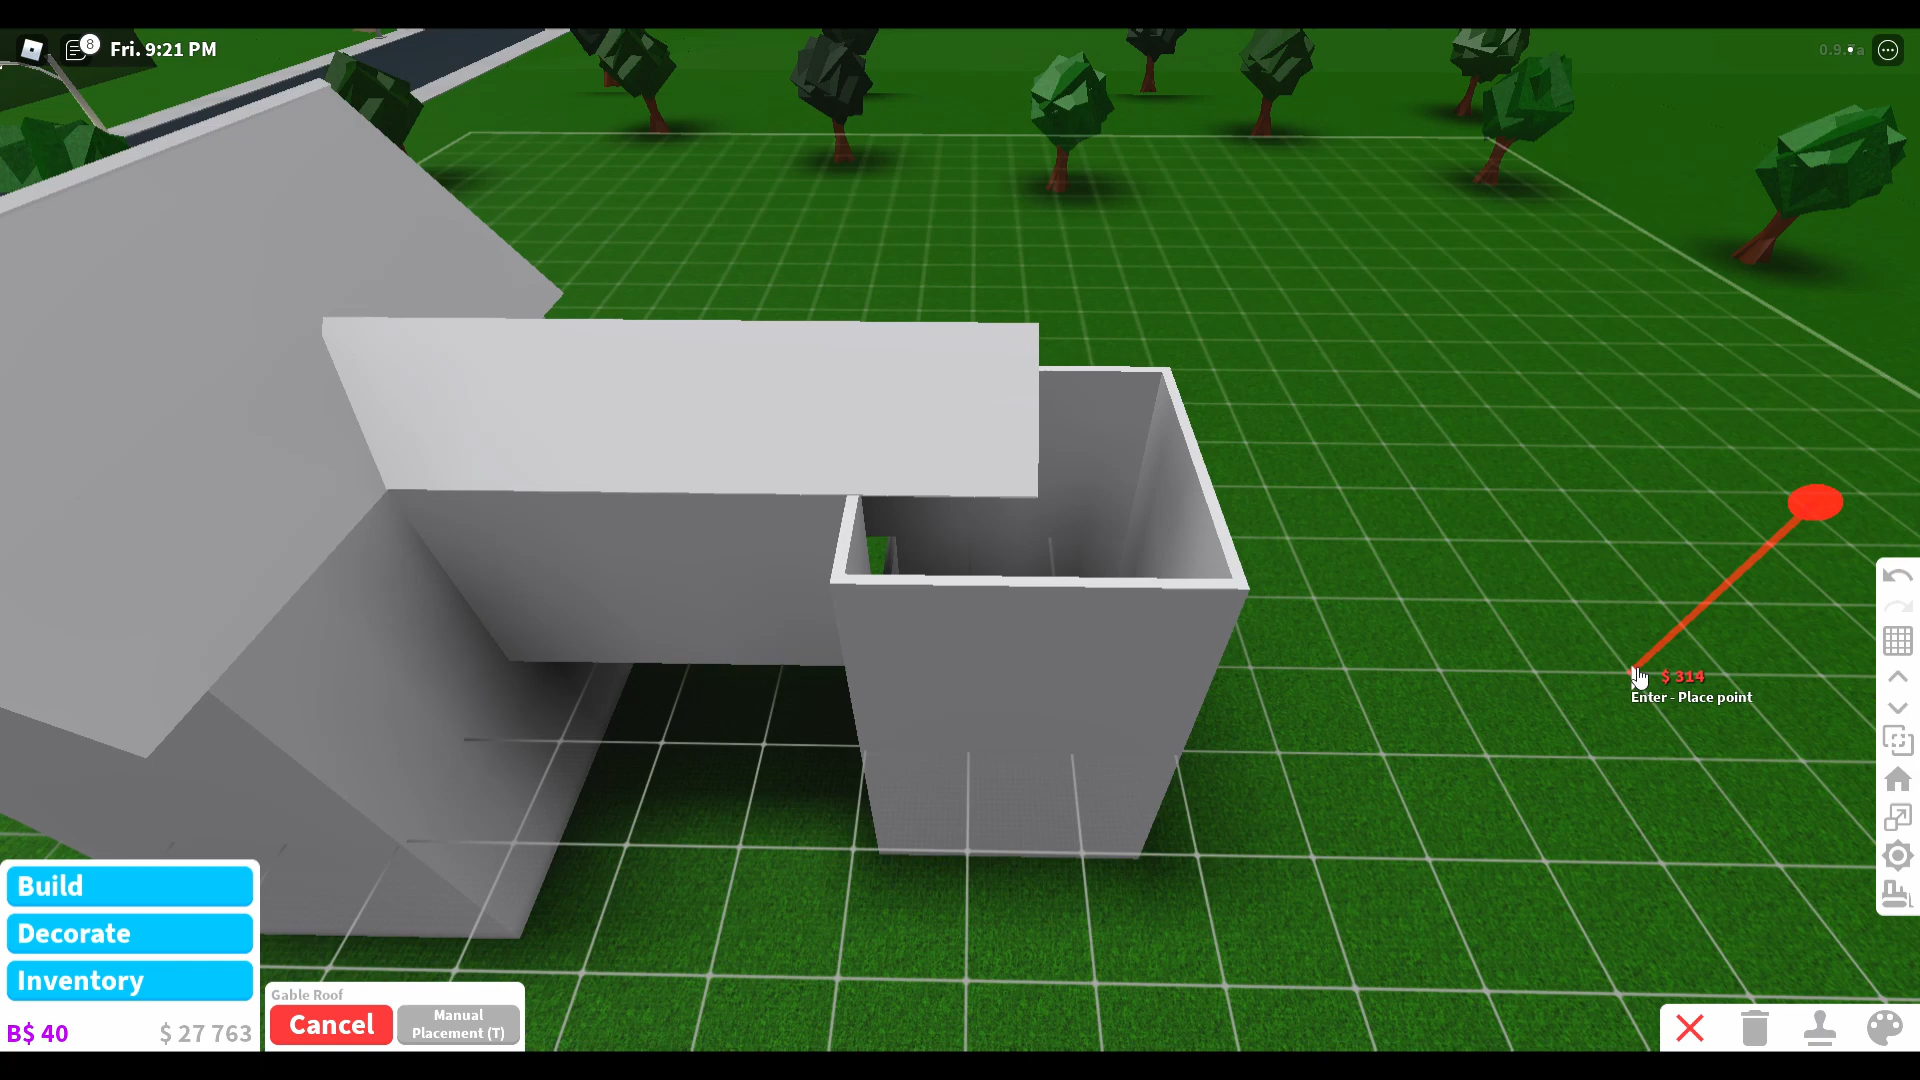 8
Fri. 9:21 PM
$ 314
Enter - Place point
Build
Decorate
Inventory
B$ 40
$ 27 763
Gable Roof
Cancel
Manual
Placement (T)